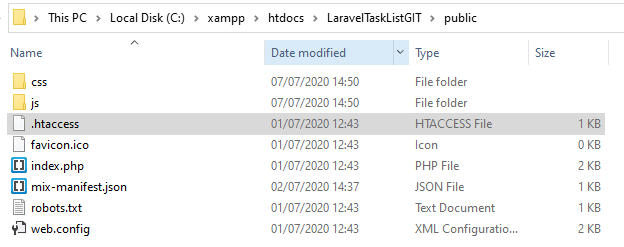 This PC > Local Disk (C:) > xampp > htdocs > LaravelTaskListGIT > public
Name Date modified Type Size
css 07/07/2020 14:50 File folder
js 07/07/2020 14:50 File folder
.htaccess 01/07/2020 12:43 HTACCESS File 1 KB
favicon.ico 01/07/2020 12:43 Icon 0 KB
index.php 01/07/2020 12:43 PHP File 2 KB
mix-manifest.json 02/07/2020 14:37 JSON File 1 KB
robots.txt 01/07/2020 12:43 Text Document 1 KB
web.config 01/07/2020 12:43 XML Configuratio... 2 KB